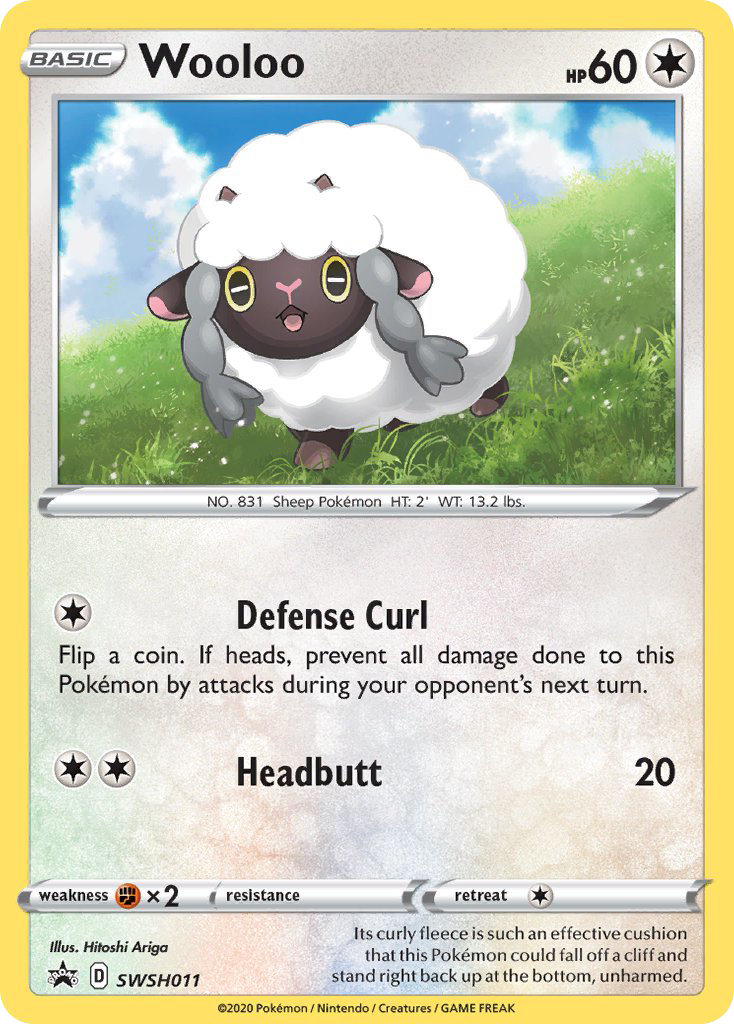 BASIC Wooloo HP60
NO. 831 Sheep Pokémon HT: 2' WT: 13.2 lbs.
Defense Curl
Flip a coin. If heads, prevent all damage done to this
Pokémon by attacks during your opponent's next turn.
Headbutt 20
weakness ×2 resistance retreat
Its curly fleece is such an effective cushion
that this Pokémon could fall off a cliff and
stand right back up at the bottom, unharmed.
Illus. Hitoshi Ariga
D SWSH011
©2020 Pokémon / Nintendo / Creatures / GAME FREAK